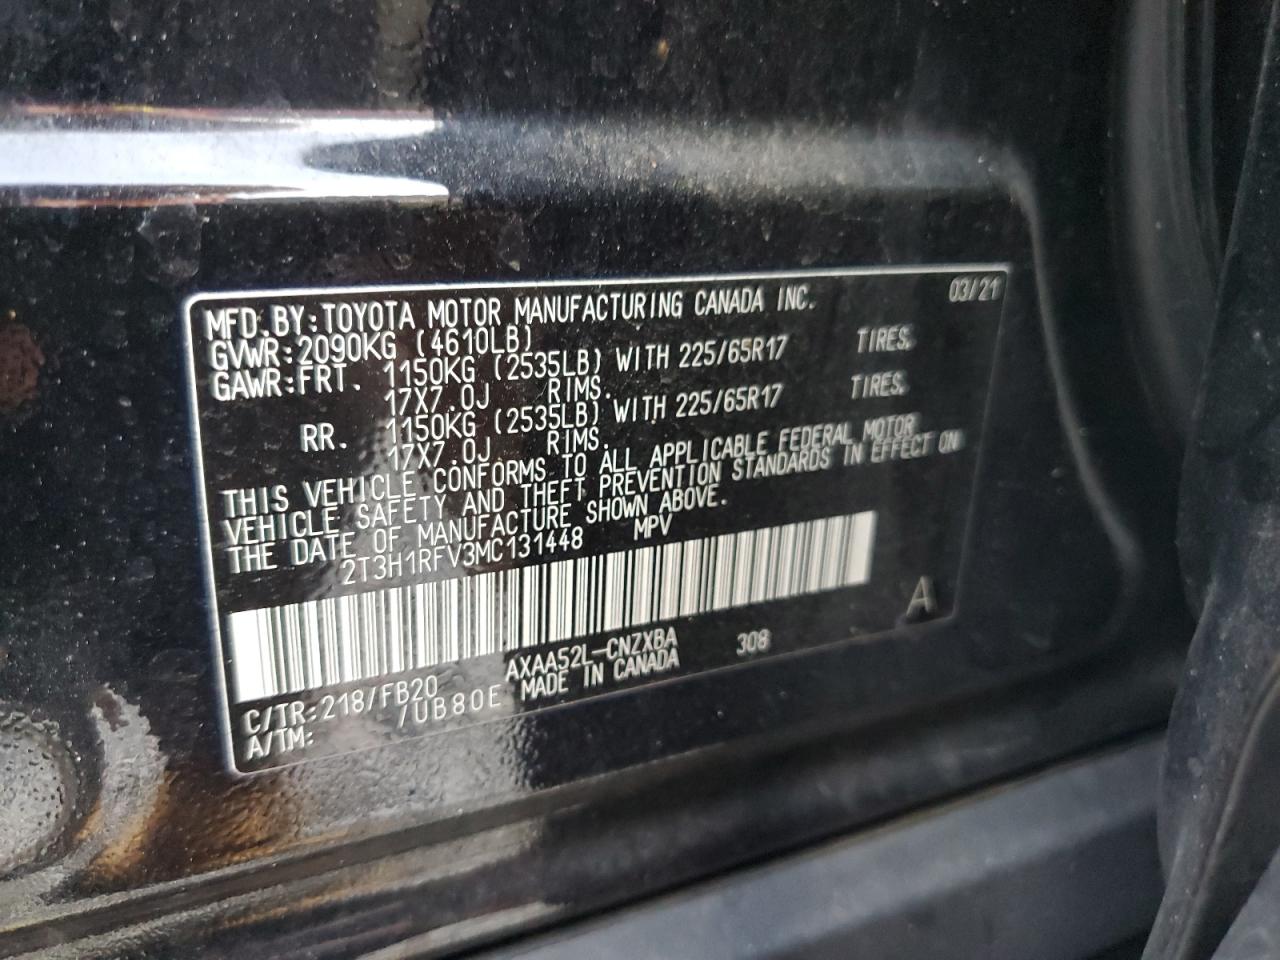 03/21
MFD.BY:TOYOTA MOTOR MANUFACTURING CANADA INC.
GVWR:2090KG (4610LB)
GAWR:FRT. 1150KG (2535LB) WITH 225/65R17 TIRES,
17X7.0J RIMS.
RR. 1150KG (2535LB) WITH 225/65R17 TIRES,
17X7.0J RIMS.
THIS VEHICLE CONFORMS TO ALL APPLICABLE FEDERAL MOTOR
VEHICLE SAFETY AND THEFT PREVENTION STANDARDS IN EFFECT ON
THE DATE OF MANUFACTURE SHOWN ABOVE.
2T3H1RFV3MC131448 MPV
A
AXAA52L-CNZXBA 308
C/TR:218/FB20 MADE IN CANADA
A/TM: /UB80E